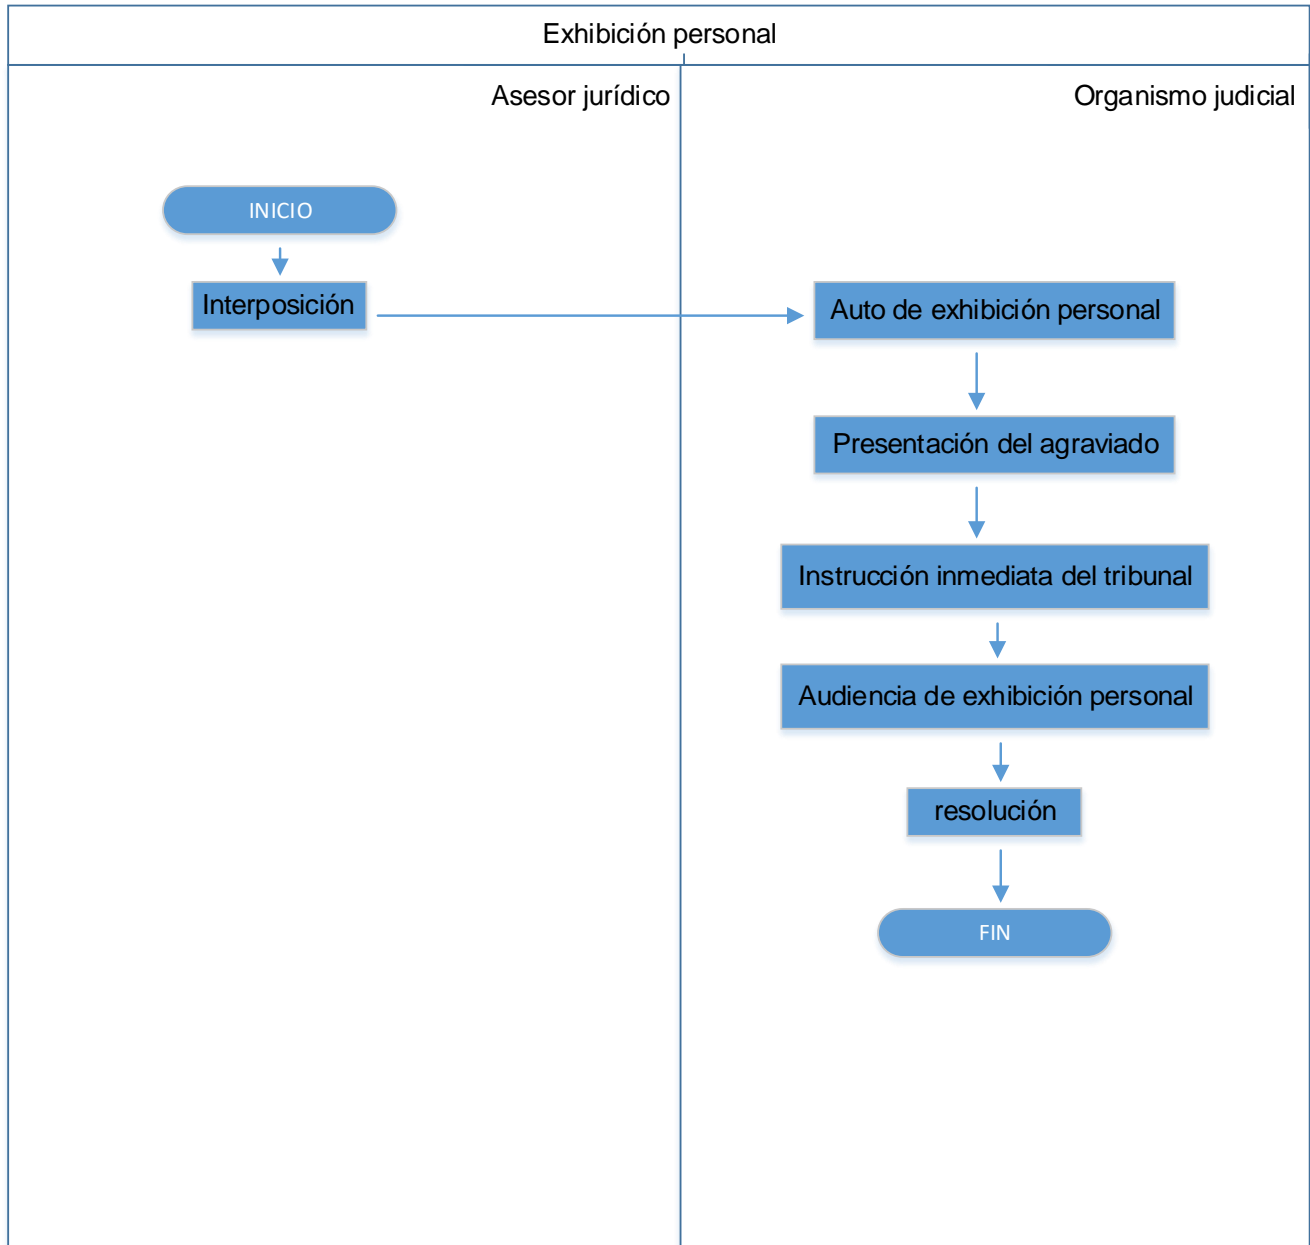 Exhibición personal
Asesor jurídico
Organismo judicial
INICIO
Interposición
Auto de exhibición personal
Presentación del agraviado
Instrucción inmediata del tribunal
Audiencia de exhibición personal
resolución
FIN